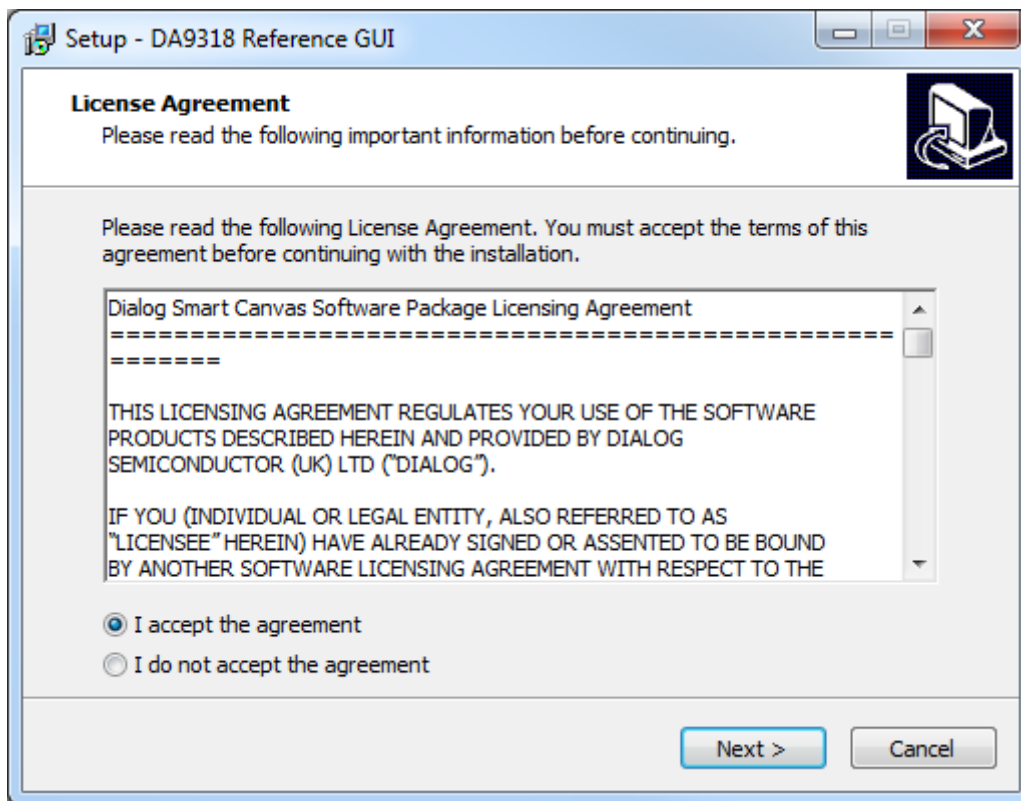 Setup - DA9318 Reference GUI
License Agreement
Please read the following important information before continuing.
Please read the following License Agreement. You must accept the terms of this
agreement before continuing with the installation.
Dialog Smart Canvas Software Package Licensing Agreement
==================================================
=======
THIS LICENSING AGREEMENT REGULATES YOUR USE OF THE SOFTWARE
PRODUCTS DESCRIBED HEREIN AND PROVIDED BY DIALOG
SEMICONDUCTOR (UK) LTD ("DIALOG").
IF YOU (INDIVIDUAL OR LEGAL ENTITY, ALSO REFERRED TO AS
"LICENSEE" HEREIN) HAVE ALREADY SIGNED OR ASSENTED TO BE BOUND
BY ANOTHER SOFTWARE LICENSING AGREEMENT WITH RESPECT TO THE
I accept the agreement
I do not accept the agreement
Next >
Cancel